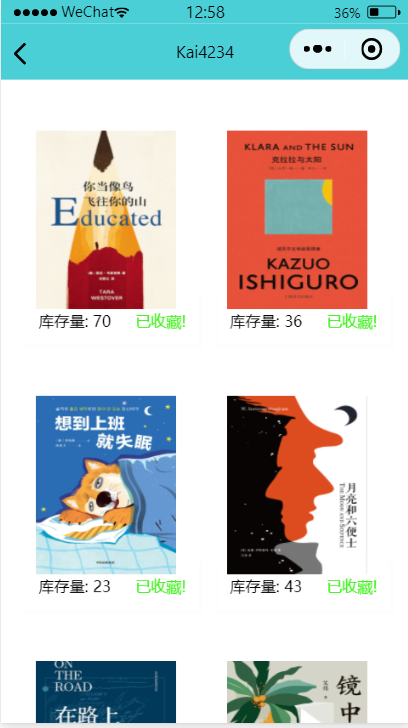 WeChat 12:58 36%
Kai4234
你当像鸟
飞往你的山
Educated
TARA
WESTOVER
库存量: 70 已收藏!
KLARA AND THE SUN
克拉拉与太阳
KAZUO
ISHIGURO
库存量: 36 已收藏!
想到上班
就失眠
库存量: 23 已收藏!
月亮和六便士
THE MOON AND SIXPENCE
库存量: 43 已收藏!
ON
THE
ROAD
在路上
镜中